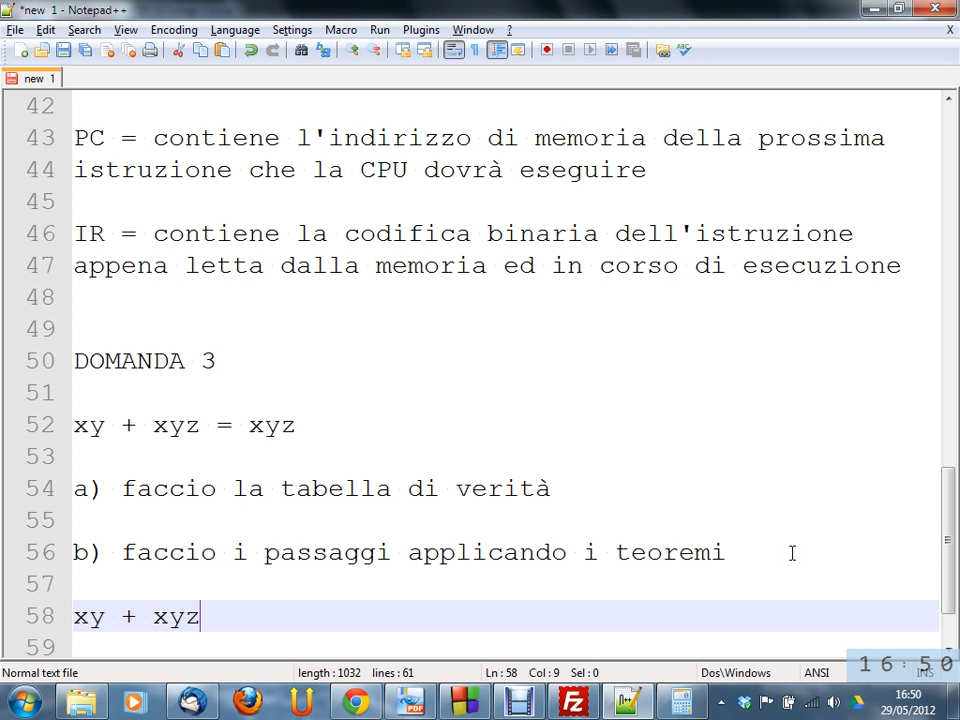 *new 1 - Notepad++
File Edit Search View Encoding Language Settings Macro Run Plugins Window ? X
new 1
42
43 PC = contiene l'indirizzo di memoria della prossima
44 istruzione che la CPU dovrà eseguire
45
46 IR = contiene la codifica binaria dell'istruzione
47 appena letta dalla memoria ed in corso di esecuzione
48
49
50 DOMANDA 3
51
52 xy + xyz = xyz
53
54 a) faccio la tabella di verità
55
56 b) faccio i passaggi applicando i teoremi
57
58 xy + xyz
59
Normal text file length : 1032 lines : 61 Ln : 58 Col : 9 Sel : 0 Dos\Windows ANSI INS
16:50
16:50
29/05/2012